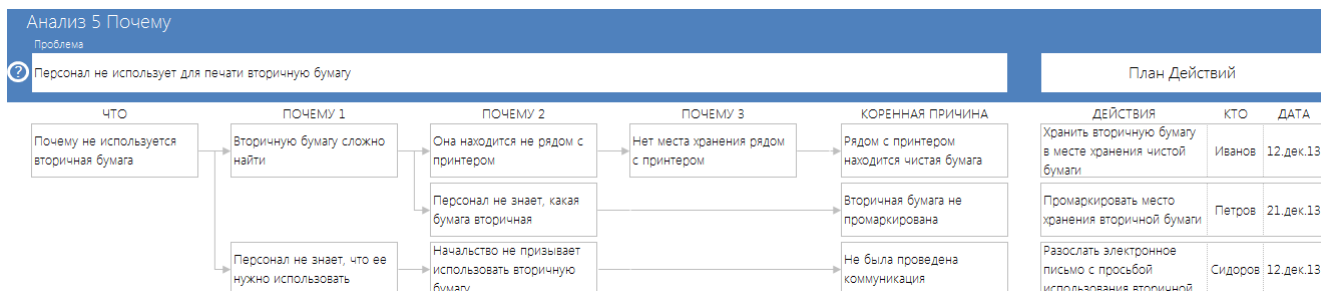 Анализ 5 Почему
Проблема
Персонал не использует для печати вторичную бумагу
План Действий
ЧТО
ПОЧЕМУ 1
ПОЧЕМУ 2
ПОЧЕМУ 3
КОРЕННАЯ ПРИЧИНА
ДЕЙСТВИЯ
КТО
ДАТА
Почему не используется
вторичная бумага
Вторичную бумагу сложно
найти
Она находится не рядом с
принтером
Нет места хранения рядом
с принтером
Рядом с принтером
находится чистая бумага
Хранить вторичную бумагу
в месте хранения чистой
бумаги
Иванов
12.дек.13
Персонал не знает, какая
бумага вторичная
Вторичная бумага не
промаркирована
Промаркировать место
хранения вторичной бумаги
Петров
21.дек.13
Персонал не знает, что ее
нужно использовать
Начальство не призывает
использовать вторичную
бумагу
Не была проведена
коммуникация
Разослать электронное
письмо с просьбой
использования вторичной
Сидоров
12.дек.13